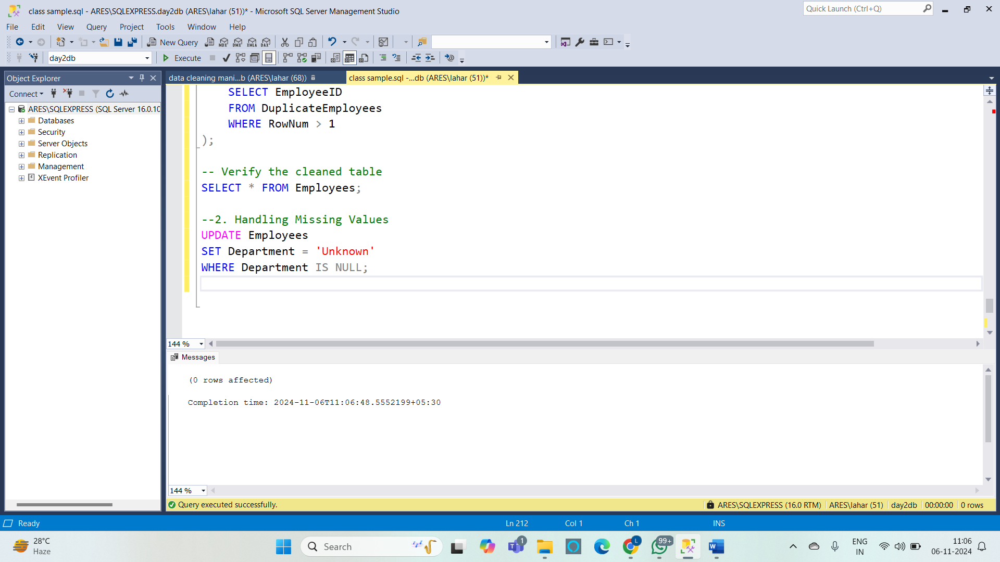 class sample.sql - ARES\SQLEXPRESS.day2db (ARES\lahar (51))* - Microsoft SQL Server Management Studio
Quick Launch (Ctrl+Q)
File Edit View Query Project Tools Window Help
New Query MDX DMX XMLA DAX
day2db Execute
Object Explorer
data cleaning mani...b (ARES\lahar (68))
class sample.sql -...db (ARES\lahar (51))*
Connect
ARES\SQLEXPRESS (SQL Server 16.0.10
Databases
Security
Server Objects
Replication
Management
XEvent Profiler
SELECT EmployeeID
FROM DuplicateEmployees
WHERE RowNum > 1
);
-- Verify the cleaned table
SELECT * FROM Employees;
--2. Handling Missing Values
UPDATE Employees
SET Department = 'Unknown'
WHERE Department IS NULL;
144 %
Messages
(0 rows affected)
Completion time: 2024-11-06T11:06:48.5552199+05:30
144 %
Query executed successfully.
ARES\SQLEXPRESS (16.0 RTM) ARES\lahar (51) day2db 00:00:00 0 rows
Ready Ln 212 Col 1 Ch 1 INS
28°C
Haze
Search
1
L
99+
ENG
IN
11:06
06-11-2024